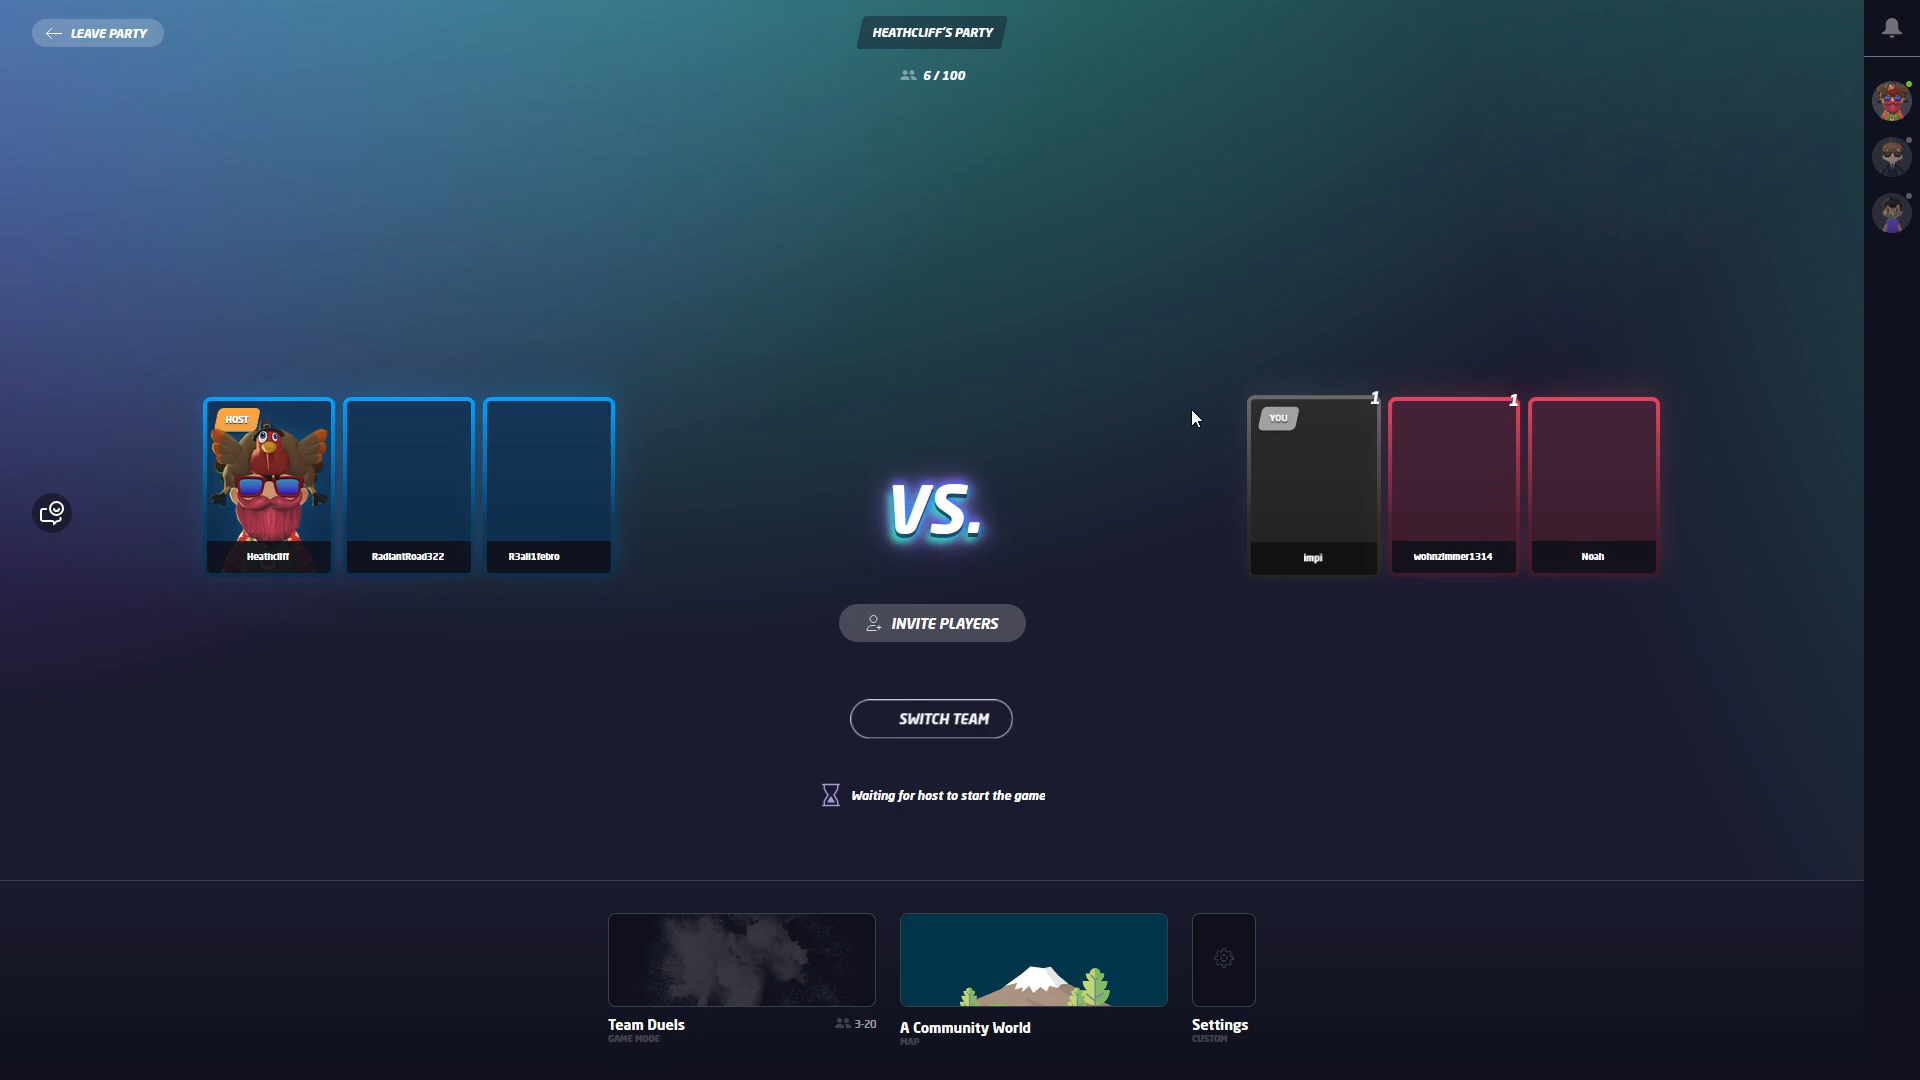 LEAVE PARTY
HEATHCLIFF'S PARTY
6 / 100
HOST
Heathcliff
RadiantRoad322
R3all1febro
VS.
YOU
1
1
impi
wohnzimmer1314
Noah
INVITE PLAYERS
SWITCH TEAM
Waiting for host to start the game
Team Duels
3-20
GAME MODE
A Community World
MAP
Settings
CUSTOM